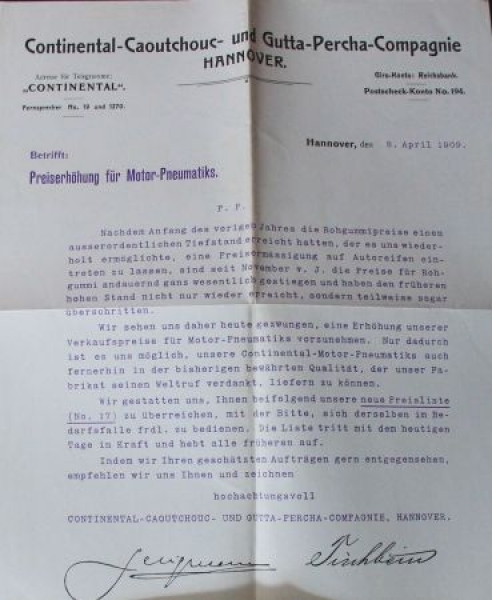 Continental-Caoutchouc- und Gutta-Percha-Compagnie
HANNOVER.
Adresse für Telegramme:
„CONTINENTAL“.
Fernsprecher No. 19 und 1270.
Giro-Konto: Reichsbank.
Postscheck-Konto No. 194.
Hannover, den 8. April 1909.
Betrifft:
Preiserhöhung für Motor-Pneumatiks.
P. P.
Nachdem Anfang des vorigen Jahres die Rohgummipreise einen
ausserordentlichen Tiefstand erreicht hatten, der es uns wieder-
holt ermöglichte, eine Preisermässigung auf Autoreifen ein-
treten zu lassen, sind seit November v. J. die Preise für Roh-
gummi andauernd ganz wesentlich gestiegen und haben den früheren
hohen Stand nicht nur wieder erreicht, sondern teilweise sogar
überschritten.
Wir sehen uns daher heute gezwungen, eine Erhöhung unserer
Verkaufspreise für Motor-Pneumatiks vorzunehmen. Nur dadurch
ist es uns möglich, unsere Continental-Motor-Pneumatiks auch
fernerhin in der bisherigen bewährten Qualität, der unser Fa-
brikat seinen Weltruf verdankt, liefern zu können.
Wir gestatten uns, Ihnen beifolgend unsere neue Preisliste
(No. 17) zu überreichen, mit der Bitte, sich derselben im Be-
darfsfalle frdl. zu bedienen. Die Liste tritt mit dem heutigen
Tage in Kraft und hebt alle früheren auf.
Indem wir Ihren geschätzten Aufträgen gern entgegensehen,
empfehlen wir uns Ihnen und zeichnen
hochachtungsvoll
CONTINENTAL-CAOUTCHOUC- UND GUTTA-PERCHA-COMPAGNIE, HANNOVER.
Tischbein